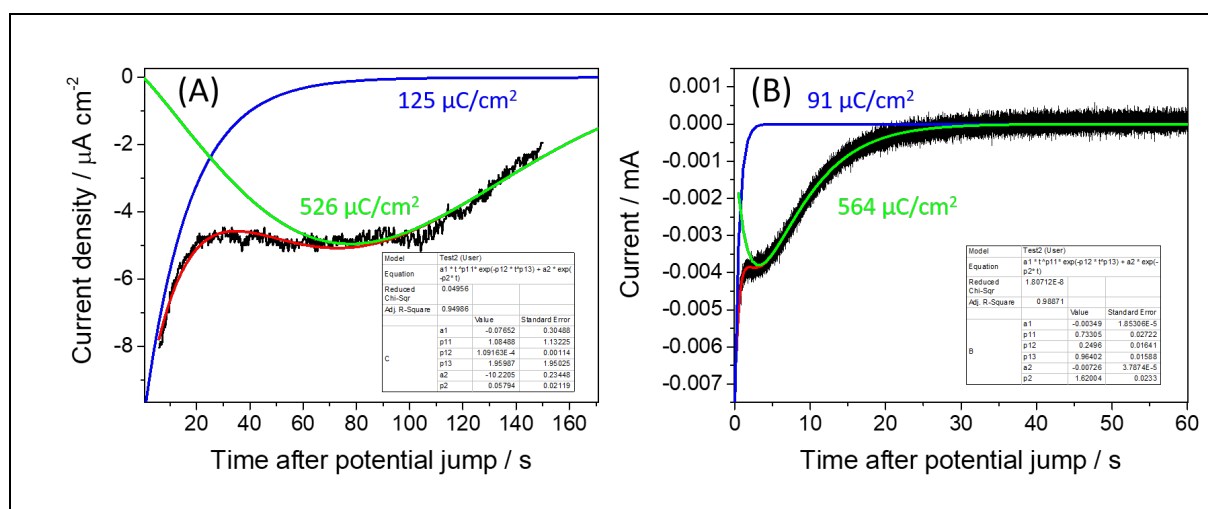 (A)
125 μC/cm2
526 μC/cm2
Current density / μA cm-2
0
-2
-4
-6
-8
0 20 40 60 80 100 120 140 160
Time after potential jump / s
Model Test2 (User)
Equation a1 * t^p11* exp(-p12 * t^p13) + a2 * exp(
-p2* t)
Reduced Chi-Sqr 0.04956
Adj. R-Square 0.94986
Value Standard Error
C
a1 -0.07652 0.30488
p11 1.08488 1.13225
p12 1.09163E-4 0.00114
p13 1.95987 1.95025
a2 -10.2205 0.23448
p2 0.05794 0.02119
(B)
91 μC/cm2
564 μC/cm2
Current / mA
0.001
0.000
-0.001
-0.002
-0.003
-0.004
-0.005
-0.006
-0.007
0 10 20 30 40 50 60
Time after potential jump / s
Model Test2 (User)
Equation a1 * t^p11* exp(-p12 * t^p13) + a2 * exp(-
p2* t)
Reduced Chi-Sqr 1.80712E-8
Adj. R-Square 0.98871
Value Standard Error
B
a1 -0.00349 1.85306E-5
p11 0.73305 0.02722
p12 0.2496 0.01641
p13 0.96402 0.01588
a2 -0.00726 3.7874E-5
p2 1.62004 0.0233